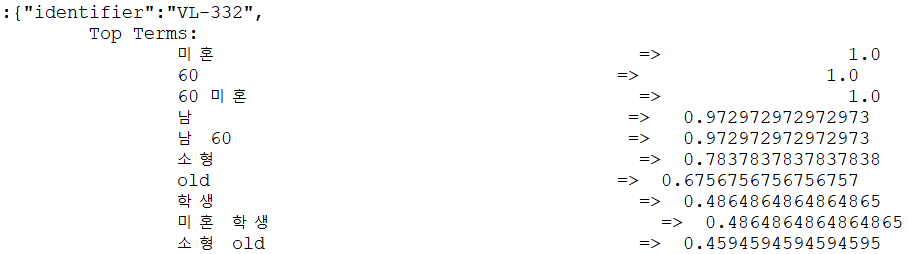 :{"identifier":"VL-332",
Top Terms:
미혼 => 1.0
60 => 1.0
60 미혼 => 1.0
남 => 0.972972972972973
남 60 => 0.972972972972973
소형 => 0.7837837837837838
old => 0.6756756756756757
학생 => 0.4864864864864865
미혼 학생 => 0.4864864864864865
소형 old => 0.4594594594594595